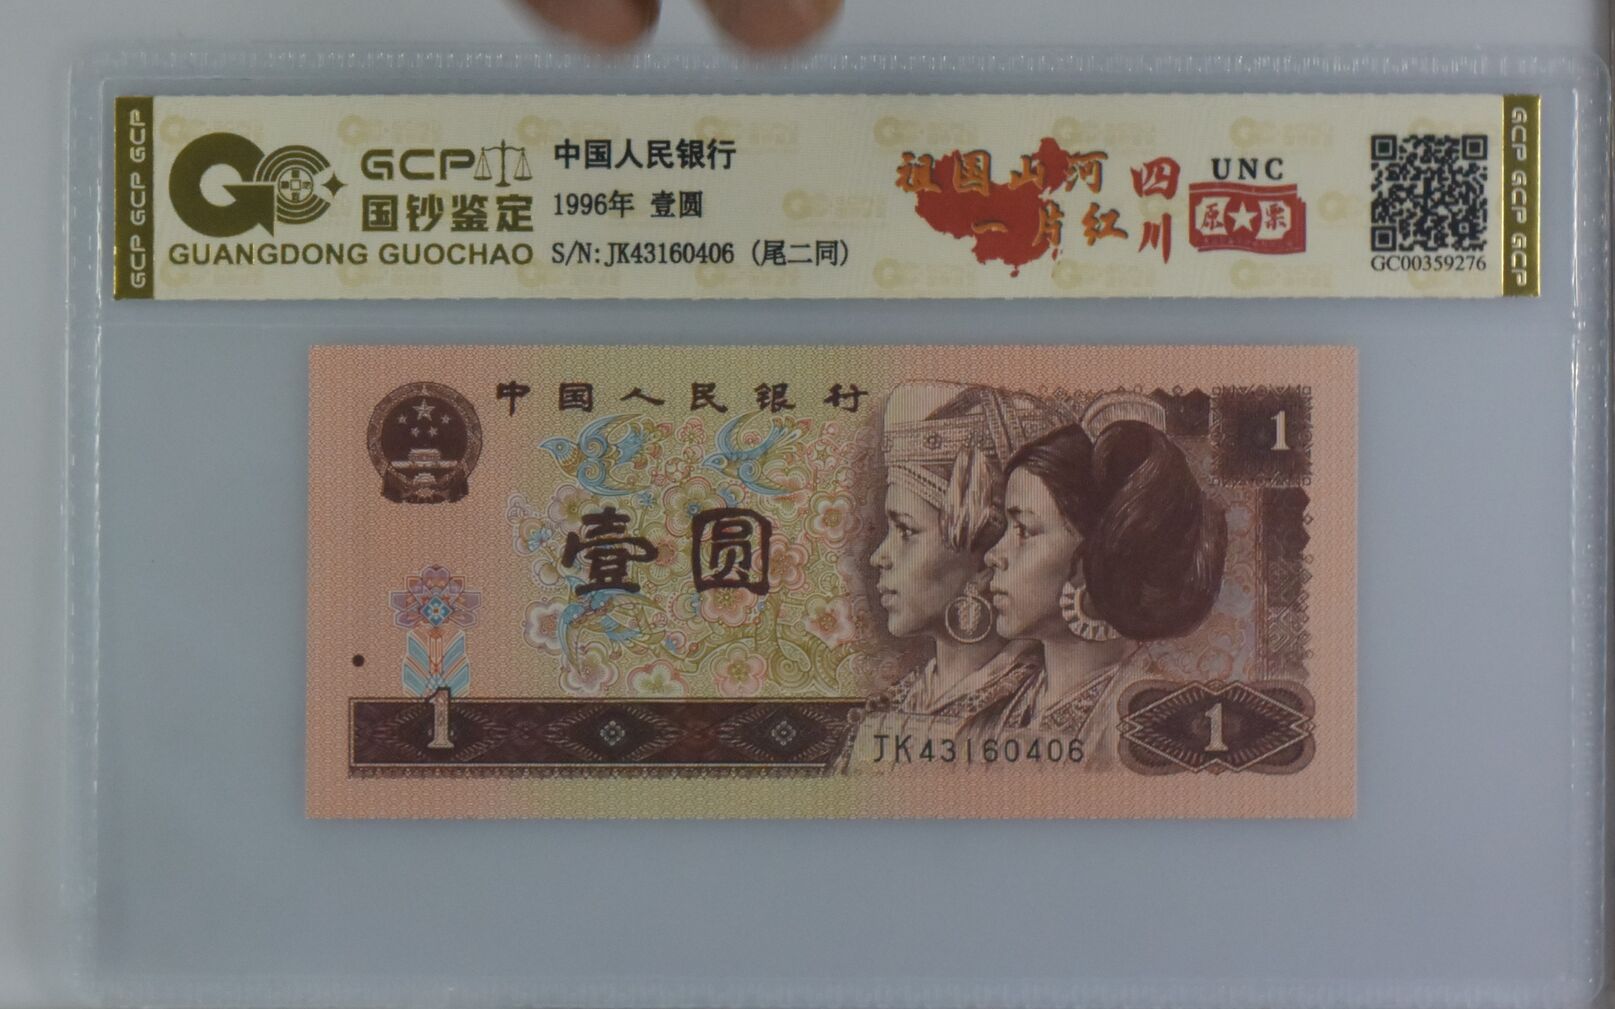 GCP GCP GCP
GCP
国钞鉴定
GUANGDONG GUOCHAO
中国人民银行
1996年 壹圆
S/N:JK43160406 (尾二同)
祖国山河
一片红
四川
UNC
原★票
GC00359276
GCP GCP GCP
中国人民银行
1
壹圆
1
JK43160406
1